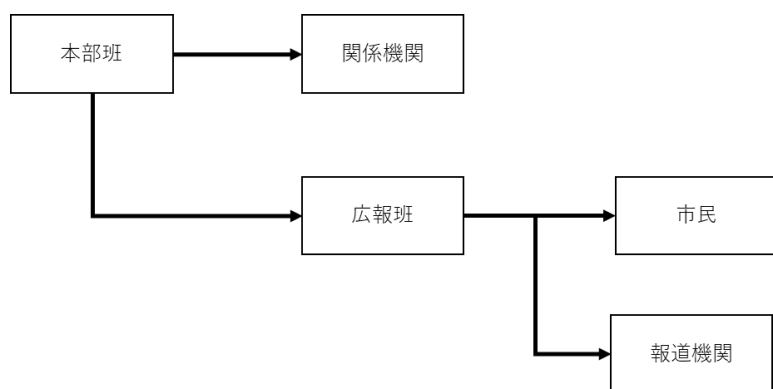 本部班
関係機関
広報班
市民
報道機関